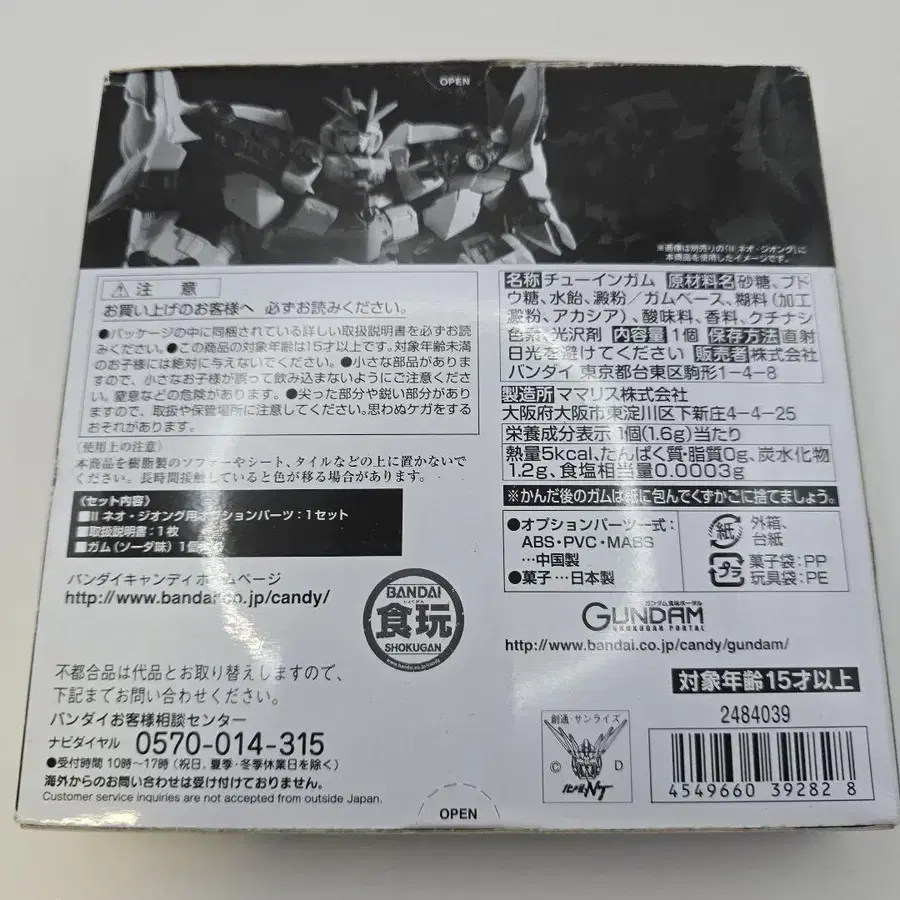 OPEN
※画像は別売りの「Ⅱ ネオ・ジオング」に
本商品を使用したイメージです。
⚠ 注 意
お買い上げのお客様へ 必ずお読みください。
●パッケージの中に同梱されている詳しい取扱説明書を必ずお読
みください。●この商品の対象年齢は15才以上です。対象年齢未満
のお子様には絶対に与えないでください。●小さな部品がありま
すので、小さなお子様が誤って飲み込まないようにご注意ください。
窒息などの危険があります。●尖った部分や鋭い部分があります
ので、取扱や保管場所に注意してください。思わぬケガをする
おそれがあります。
〈使用上の注意〉
本商品を樹脂製のソファーやシート、タイルなどの上に置かないで
ください。長時間接触していると色が移る場合があります。
〈セット内容〉
■Ⅱ ネオ・ジオング用オプションパーツ:1セット
■取扱説明書:1枚
■ガム(ソーダ味)1個
バンダイキャンディホームページ
http://www.bandai.co.jp/candy/
BANDAI
しょくがん
食玩
SHOKUGAN
www.bandai.co.jp/candy
不都合品は代品とお取り替えしますので、
下記までお問い合わせください。
バンダイお客様相談センター
ナビダイヤル 0570-014-315
●受付時間 10時~17時(祝日、夏季・冬季休業日を除く)
海外からのお問い合わせは受け付けておりません。
Customer service inquiries are not accepted from outside Japan.
名称 チューインガム 原材料名 砂糖、ブド
ウ糖、水飴、澱粉/ガムベース、糊料(加工
澱粉、アカシア)、酸味料、香料、クチナシ
色素、光沢剤 内容量 1個 保存方法 直射
日光を避けてください 販売者 株式会社
バンダイ 東京都台東区駒形1-4-8
製造所 ママリス株式会社
大阪府大阪市東淀川区下新庄4-4-25
栄養成分表示 1個(1.6g)当たり
熱量5kcal、たんぱく質・脂質0g、炭水化物
1.2g、食塩相当量0.0003g
※かんだ後のガムは紙に包んでくずかごに捨てましょう。
●オプションパーツ一式:
ABS・PVC・MABS
…中国製
●菓子…日本製
紙
外箱、
台紙
プラ
菓子袋:PP
玩具袋:PE
ガンダム食玩ポータル
GUNDAM
SHOKUGAN PORTAL
http://www.bandai.co.jp/candy/gundam/
対象年齢15才以上
創通・サンライズ
© D
バンダイNT
2484039
4549660 39282 8
OPEN